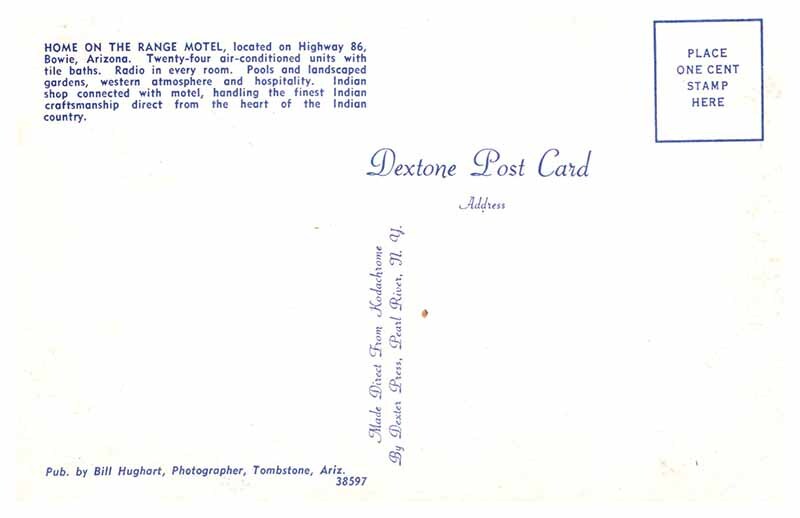 HOME ON THE RANGE MOTEL, located on Highway 86,
Bowie, Arizona. Twenty-four air-conditioned units with
tile baths. Radio in every room. Pools and landscaped
gardens, western atmosphere and hospitality. Indian
shop connected with motel, handling the finest Indian
craftsmanship direct from the heart of the Indian
country.
PLACE
ONE CENT
STAMP
HERE
Dextone Post Card
Address
Made Direct From Kodachrome
By Dexter Press, Pearl River, N. Y.
Pub. by Bill Hughart, Photographer, Tombstone, Ariz.
38597